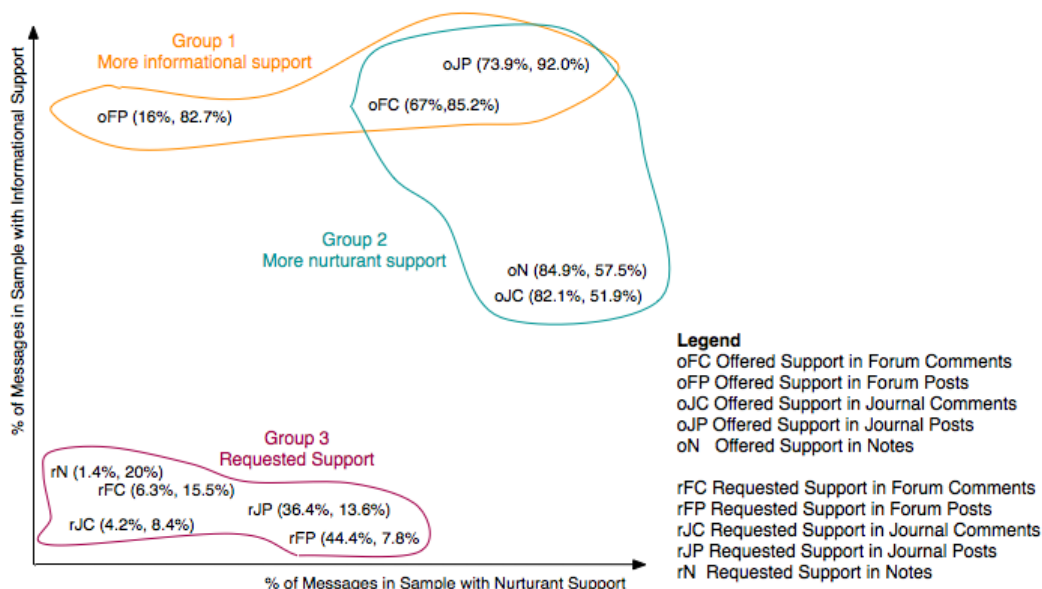 % of Messages in Sample with Informational Support
Group 1
More informational support
oJP (73.9%, 92.0%)
oFC (67%,85.2%)
oFP (16%, 82.7%)
Group 2
More nurturant support
oN (84.9%, 57.5%)
oJC (82.1%, 51.9%)
Group 3
Requested Support
rN (1.4%, 20%)
rFC (6.3%, 15.5%)
rJP (36.4%, 13.6%)
rJC (4.2%, 8.4%)
rFP (44.4%, 7.8%
% of Messages in Sample with Nurturant Support
Legend
oFC Offered Support in Forum Comments
oFP Offered Support in Forum Posts
oJC Offered Support in Journal Comments
oJP Offered Support in Journal Posts
oN Offered Support in Notes
rFC Requested Support in Forum Comments
rFP Requested Support in Forum Posts
rJC Requested Support in Journal Comments
rJP Requested Support in Journal Posts
rN Requested Support in Notes